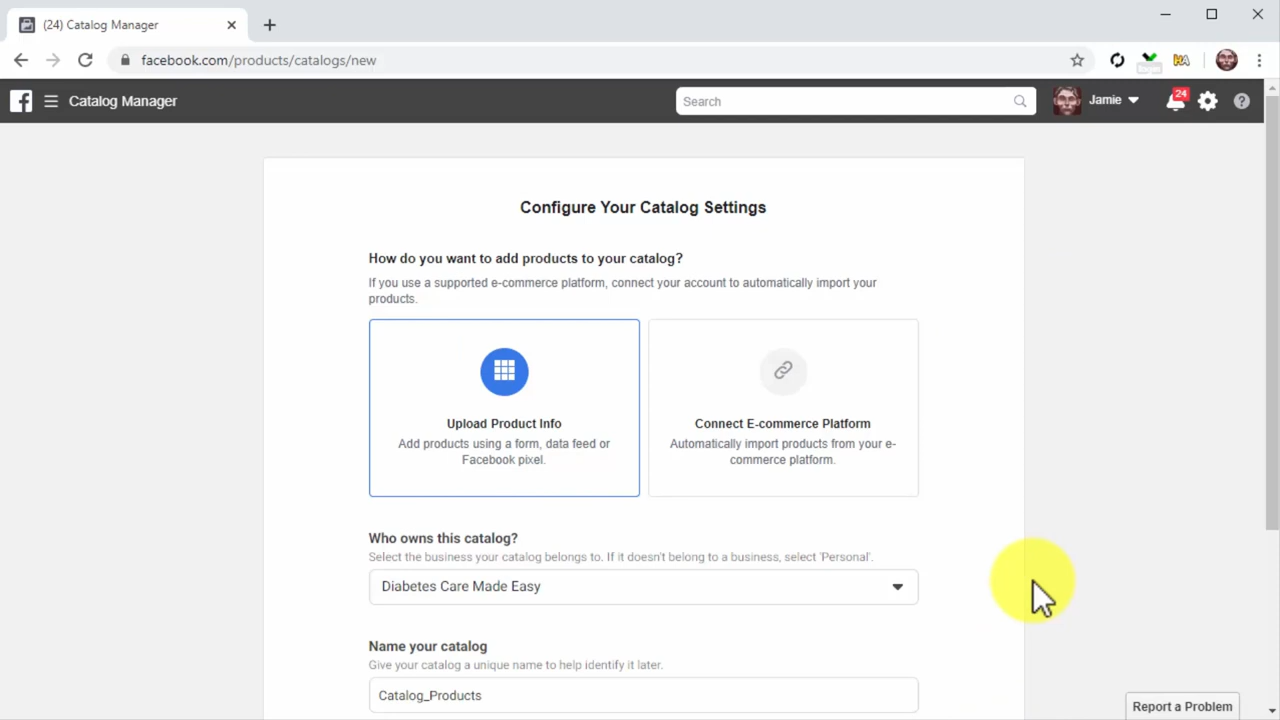 (24) Catalog Manager
facebook.com/products/catalogs/new
Catalog Manager
Search
Jamie
24
Configure Your Catalog Settings
How do you want to add products to your catalog?
If you use a supported e-commerce platform, connect your account to automatically import your
products.
Upload Product Info
Add products using a form, data feed or
Facebook pixel.
Connect E-commerce Platform
Automatically import products from your e-
commerce platform.
Who owns this catalog?
Select the business your catalog belongs to. If it doesn't belong to a business, select 'Personal'.
Diabetes Care Made Easy
Name your catalog
Give your catalog a unique name to help identify it later.
Catalog_Products
Report a Problem